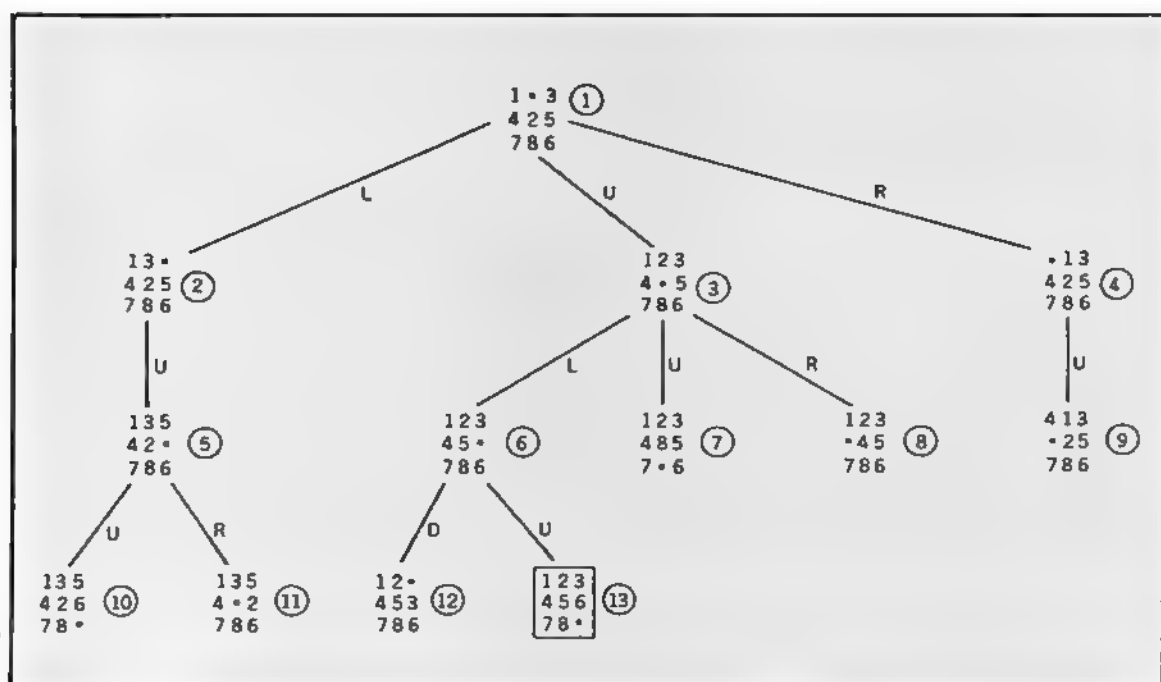 1 • 3 ①
4 2 5
7 8 6
L
U
R
1 3 •
4 2 5 ②
7 8 6
1 2 3
4 • 5 ③
7 8 6
• 1 3
4 2 5 ④
7 8 6
U
L
U
R
U
1 3 5
4 2 • ⑤
7 8 6
1 2 3
4 5 • ⑥
7 8 6
1 2 3
4 8 5 ⑦
7 • 6
1 2 3
• 4 5 ⑧
7 8 6
4 1 3
• 2 5 ⑨
7 8 6
U
R
D
U
1 3 5
4 2 6 ⑩
7 8 •
1 3 5
4 • 2 ⑪
7 8 6
1 2 •
4 5 3 ⑫
7 8 6
1 2 3
4 5 6 ⑬
7 8 •